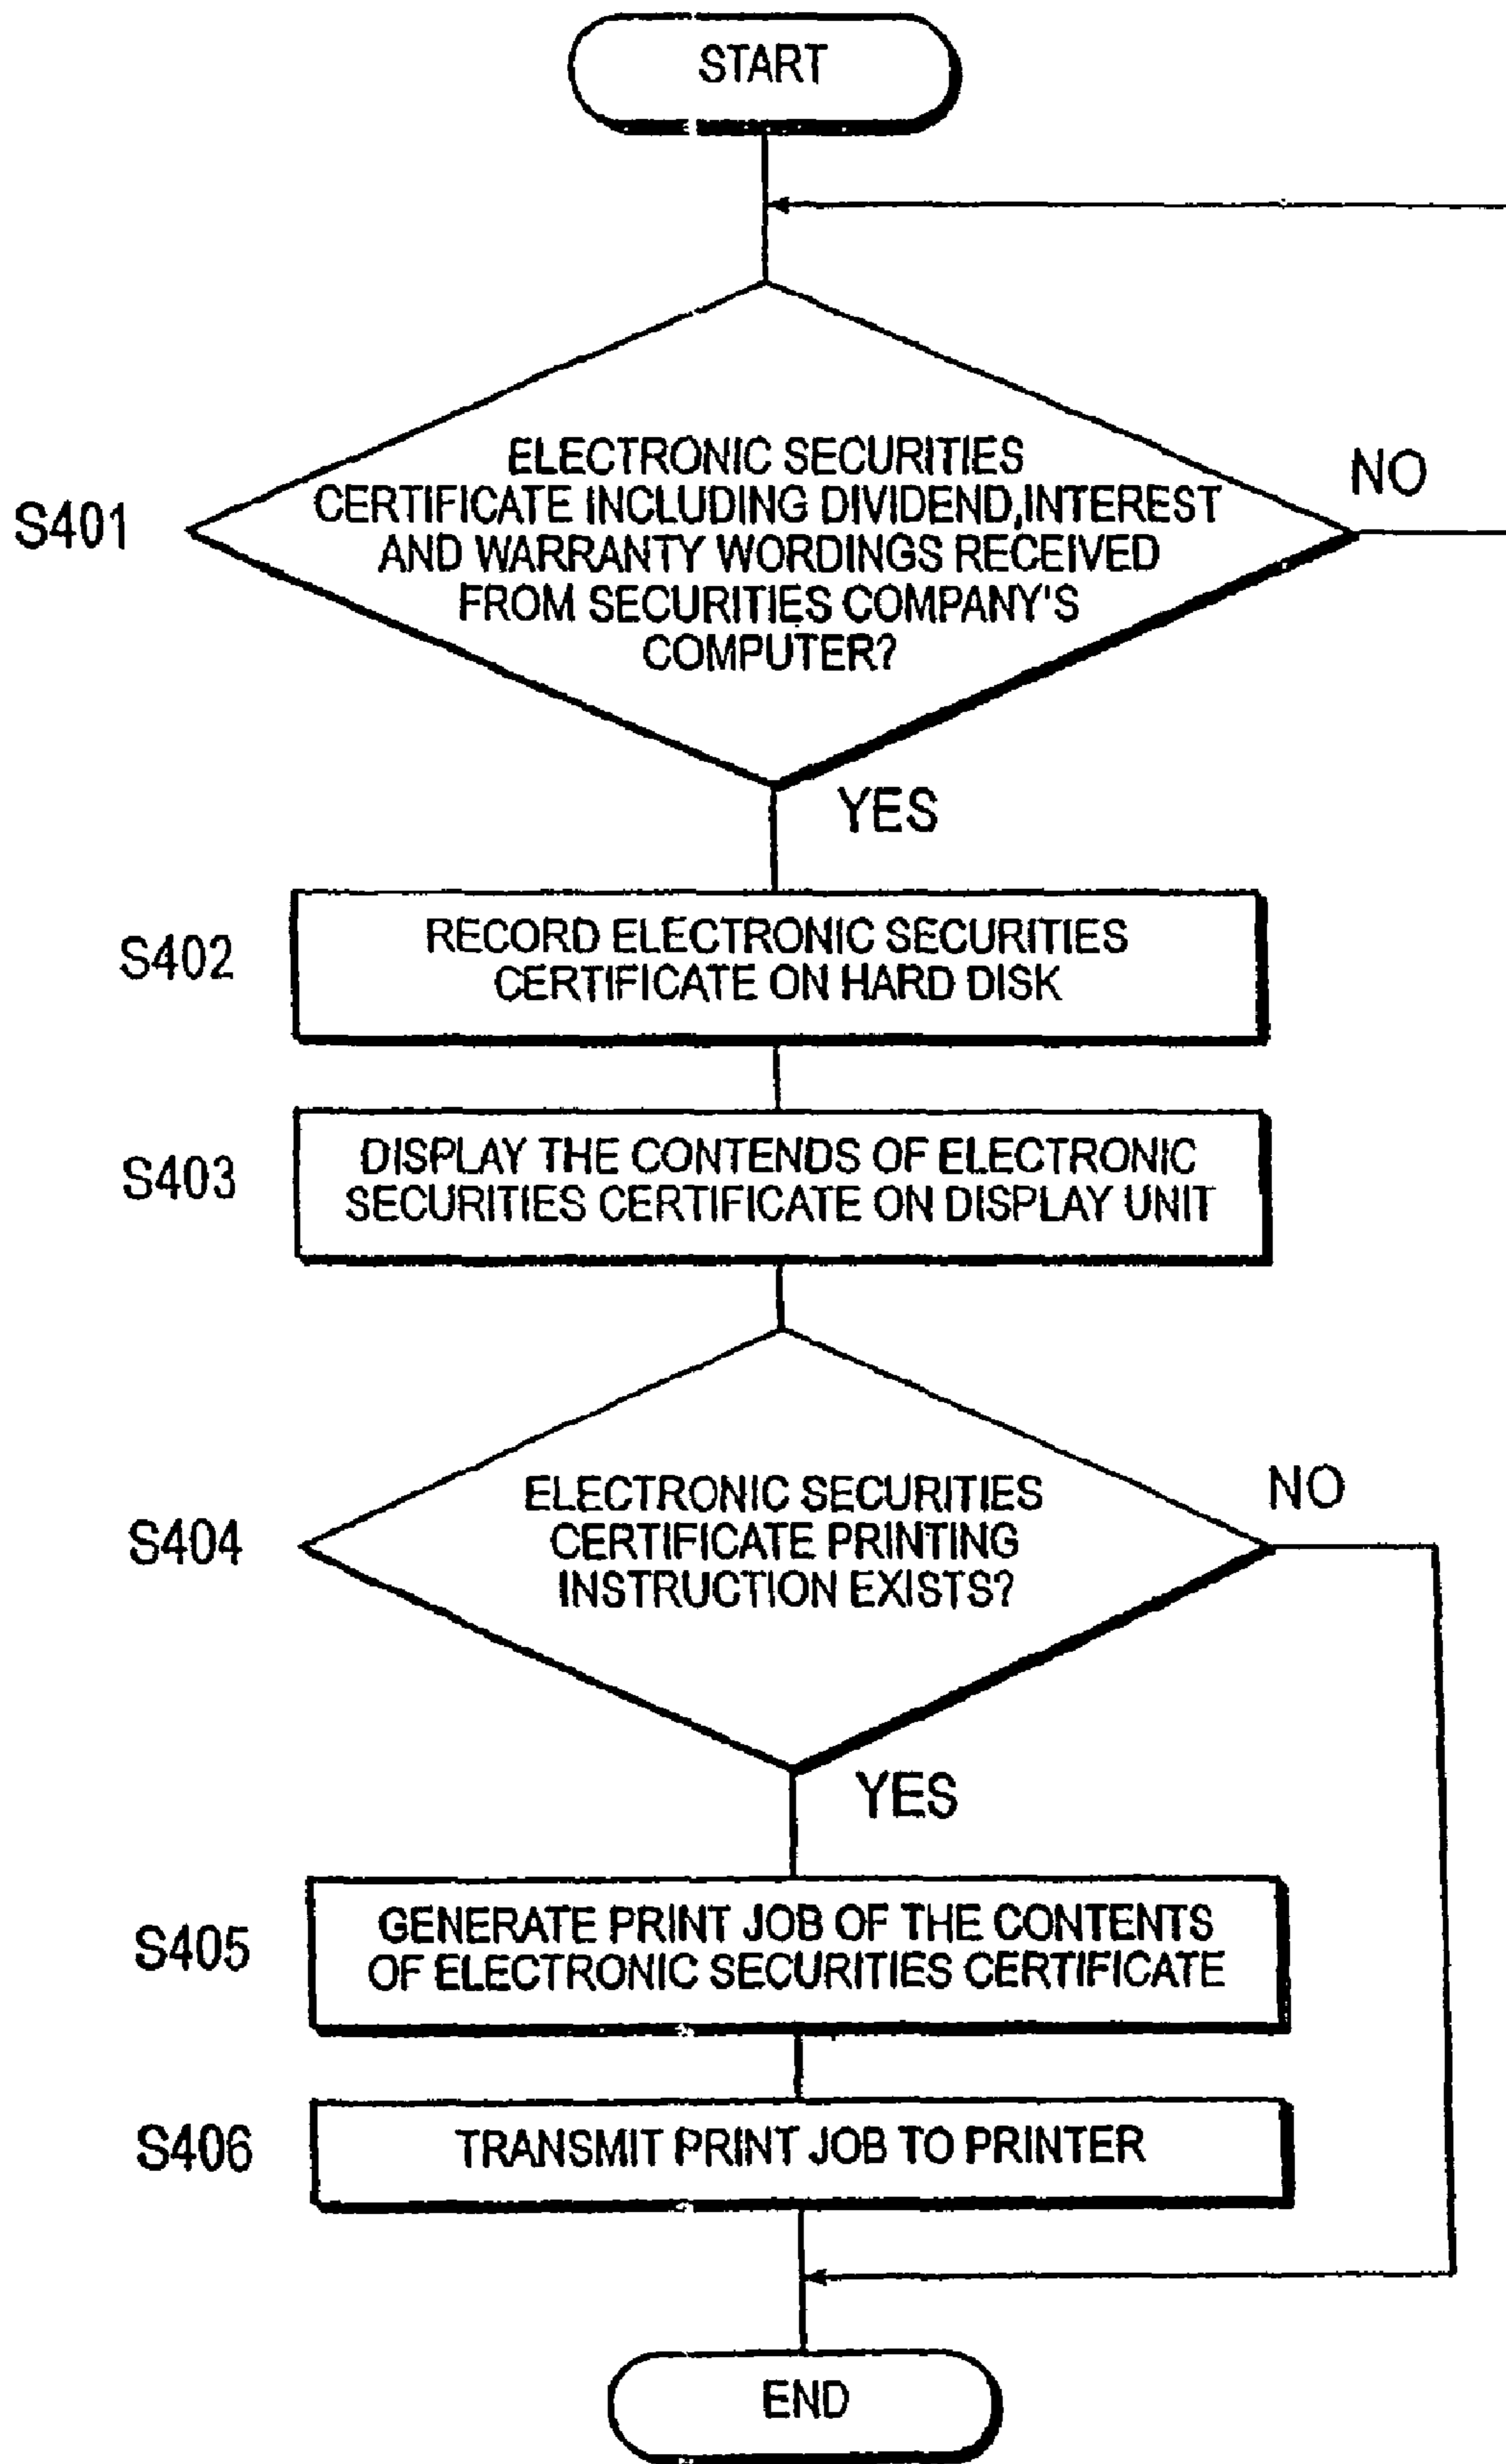 START
ELECTRONIC SECURITIES
CERTIFICATE INCLUDING DIVIDEND,INTEREST
AND WARRANTY WORDINGS RECEIVED
FROM SECURITIES COMPANY'S
COMPUTER?
S401
NO
YES
S402
RECORD ELECTRONIC SECURITIES
CERTIFICATE ON HARD DISK
S403
DISPLAY THE CONTENDS OF ELECTRONIC
SECURITIES CERTIFICATE ON DISPLAY UNIT
S404
ELECTRONIC SECURITIES
CERTIFICATE PRINTING
INSTRUCTION EXISTS?
NO
YES
S405
GENERATE PRINT JOB OF THE CONTENTS
OF ELECTRONIC SECURITIES CERTIFICATE
S406
TRANSMIT PRINT JOB TO PRINTER
END